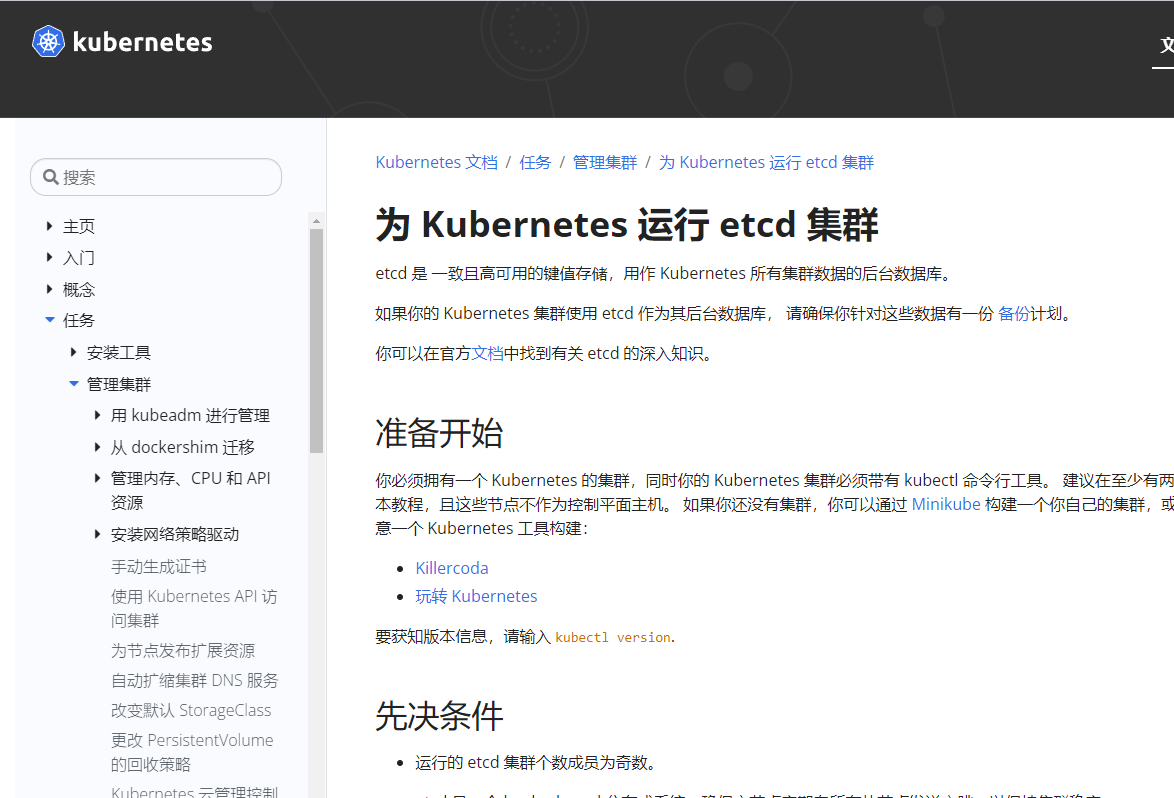 kubernetes
搜索
主页
入门
概念
任务
安装工具
管理集群
用 kubeadm 进行管理
从 dockershim 迁移
管理内存、CPU 和 API
资源
安装网络策略驱动
手动生成证书
使用 Kubernetes API 访
问集群
为节点发布扩展资源
自动扩缩集群 DNS 服务
改变默认 StorageClass
更改 PersistentVolume
的回收策略
Kubernetes 云管理控制
Kubernetes 文档 / 任务 / 管理集群 / 为 Kubernetes 运行 etcd 集群
为 Kubernetes 运行 etcd 集群
etcd 是 一致且高可用的键值存储，用作 Kubernetes 所有集群数据的后台数据库。
如果你的 Kubernetes 集群使用 etcd 作为其后台数据库， 请确保你针对这些数据有一份 备份计划。
你可以在官方文档中找到有关 etcd 的深入知识。
准备开始
你必须拥有一个 Kubernetes 的集群，同时你的 Kubernetes 集群必须带有 kubectl 命令行工具。 建议在至少有两
本教程，且这些节点不作为控制平面主机。 如果你还没有集群，你可以通过 Minikube 构建一个你自己的集群，或
意一个 Kubernetes 工具构建：
Killercoda
玩转 Kubernetes
要获知版本信息，请输入 kubectl version.
先决条件
运行的 etcd 集群个数成员为奇数。